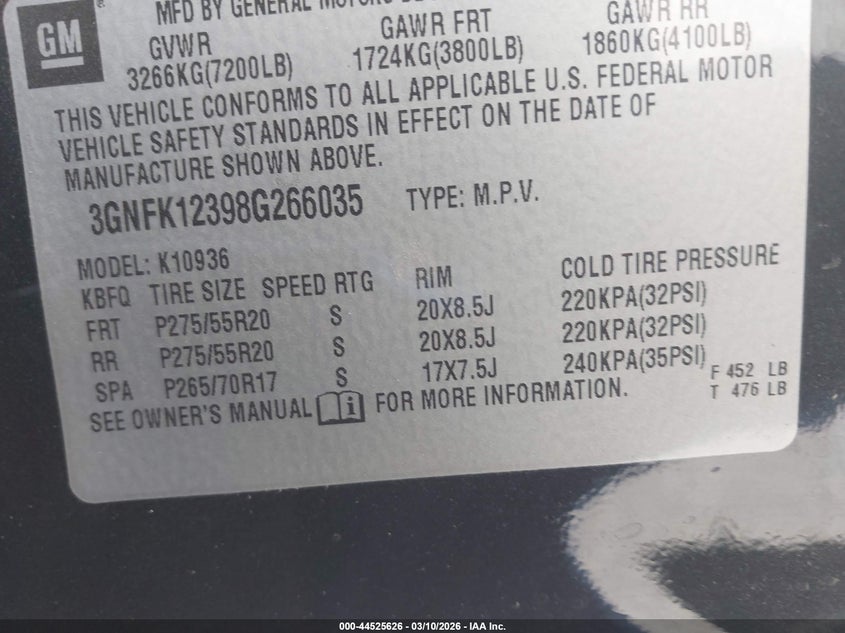 GM
MFD BY GENERAL MOTORS DE
GVWR GAWR FRT GAWR RR
3266KG(7200LB) 1724KG(3800LB) 1860KG(4100LB)
THIS VEHICLE CONFORMS TO ALL APPLICABLE U.S. FEDERAL MOTOR
VEHICLE SAFETY STANDARDS IN EFFECT ON THE DATE OF
MANUFACTURE SHOWN ABOVE.
3GNFK12398G266035 TYPE: M.P.V.
MODEL: K10936
KBFQ TIRE SIZE SPEED RTG RIM COLD TIRE PRESSURE
FRT P275/55R20 S 20X8.5J 220KPA(32PSI)
RR P275/55R20 S 20X8.5J 220KPA(32PSI)
SPA P265/70R17 S 17X7.5J 240KPA(35PSI)
F 452 LB
T 476 LB
SEE OWNER'S MANUAL FOR MORE INFORMATION.
000-44525626 - 03/10/2026 - IAA Inc.